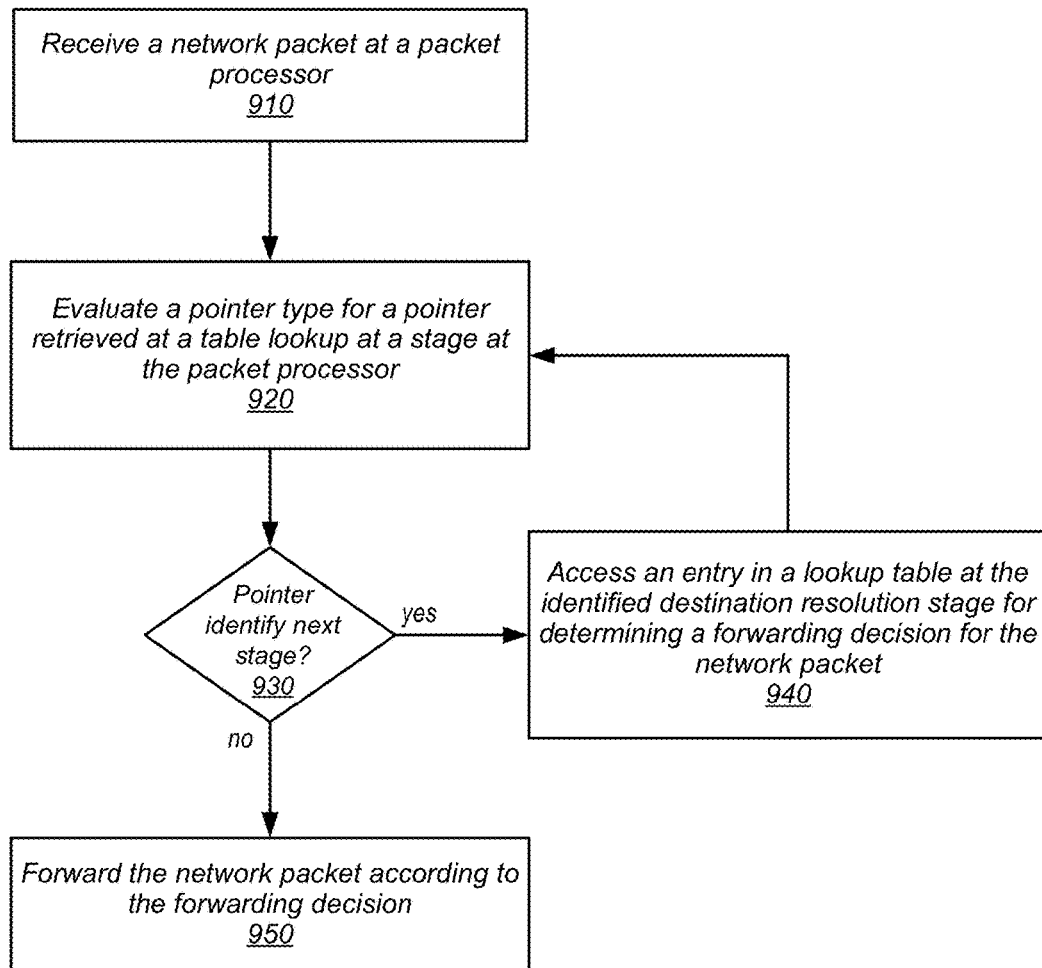 Receive a network packet at a packet
processor
910
Evaluate a pointer type for a pointer
retrieved at a table lookup at a stage at
the packet processor
920
Pointer
identify next
stage?
930
yes
Access an entry in a lookup table at the
identified destination resolution stage for
determining a forwarding decision for the
network packet
940
no
Forward the network packet according to
the forwarding decision
950